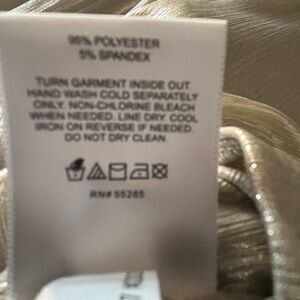 95% POLYESTER
5% SPANDEX
TURN GARMENT INSIDE OUT.
HAND WASH COLD SEPARATELY
ONLY. NON-CHLORINE BLEACH
WHEN NEEDED. LINE DRY. COOL
IRON ON REVERSE IF NEEDED.
DO NOT DRY CLEAN.
RN# 55285